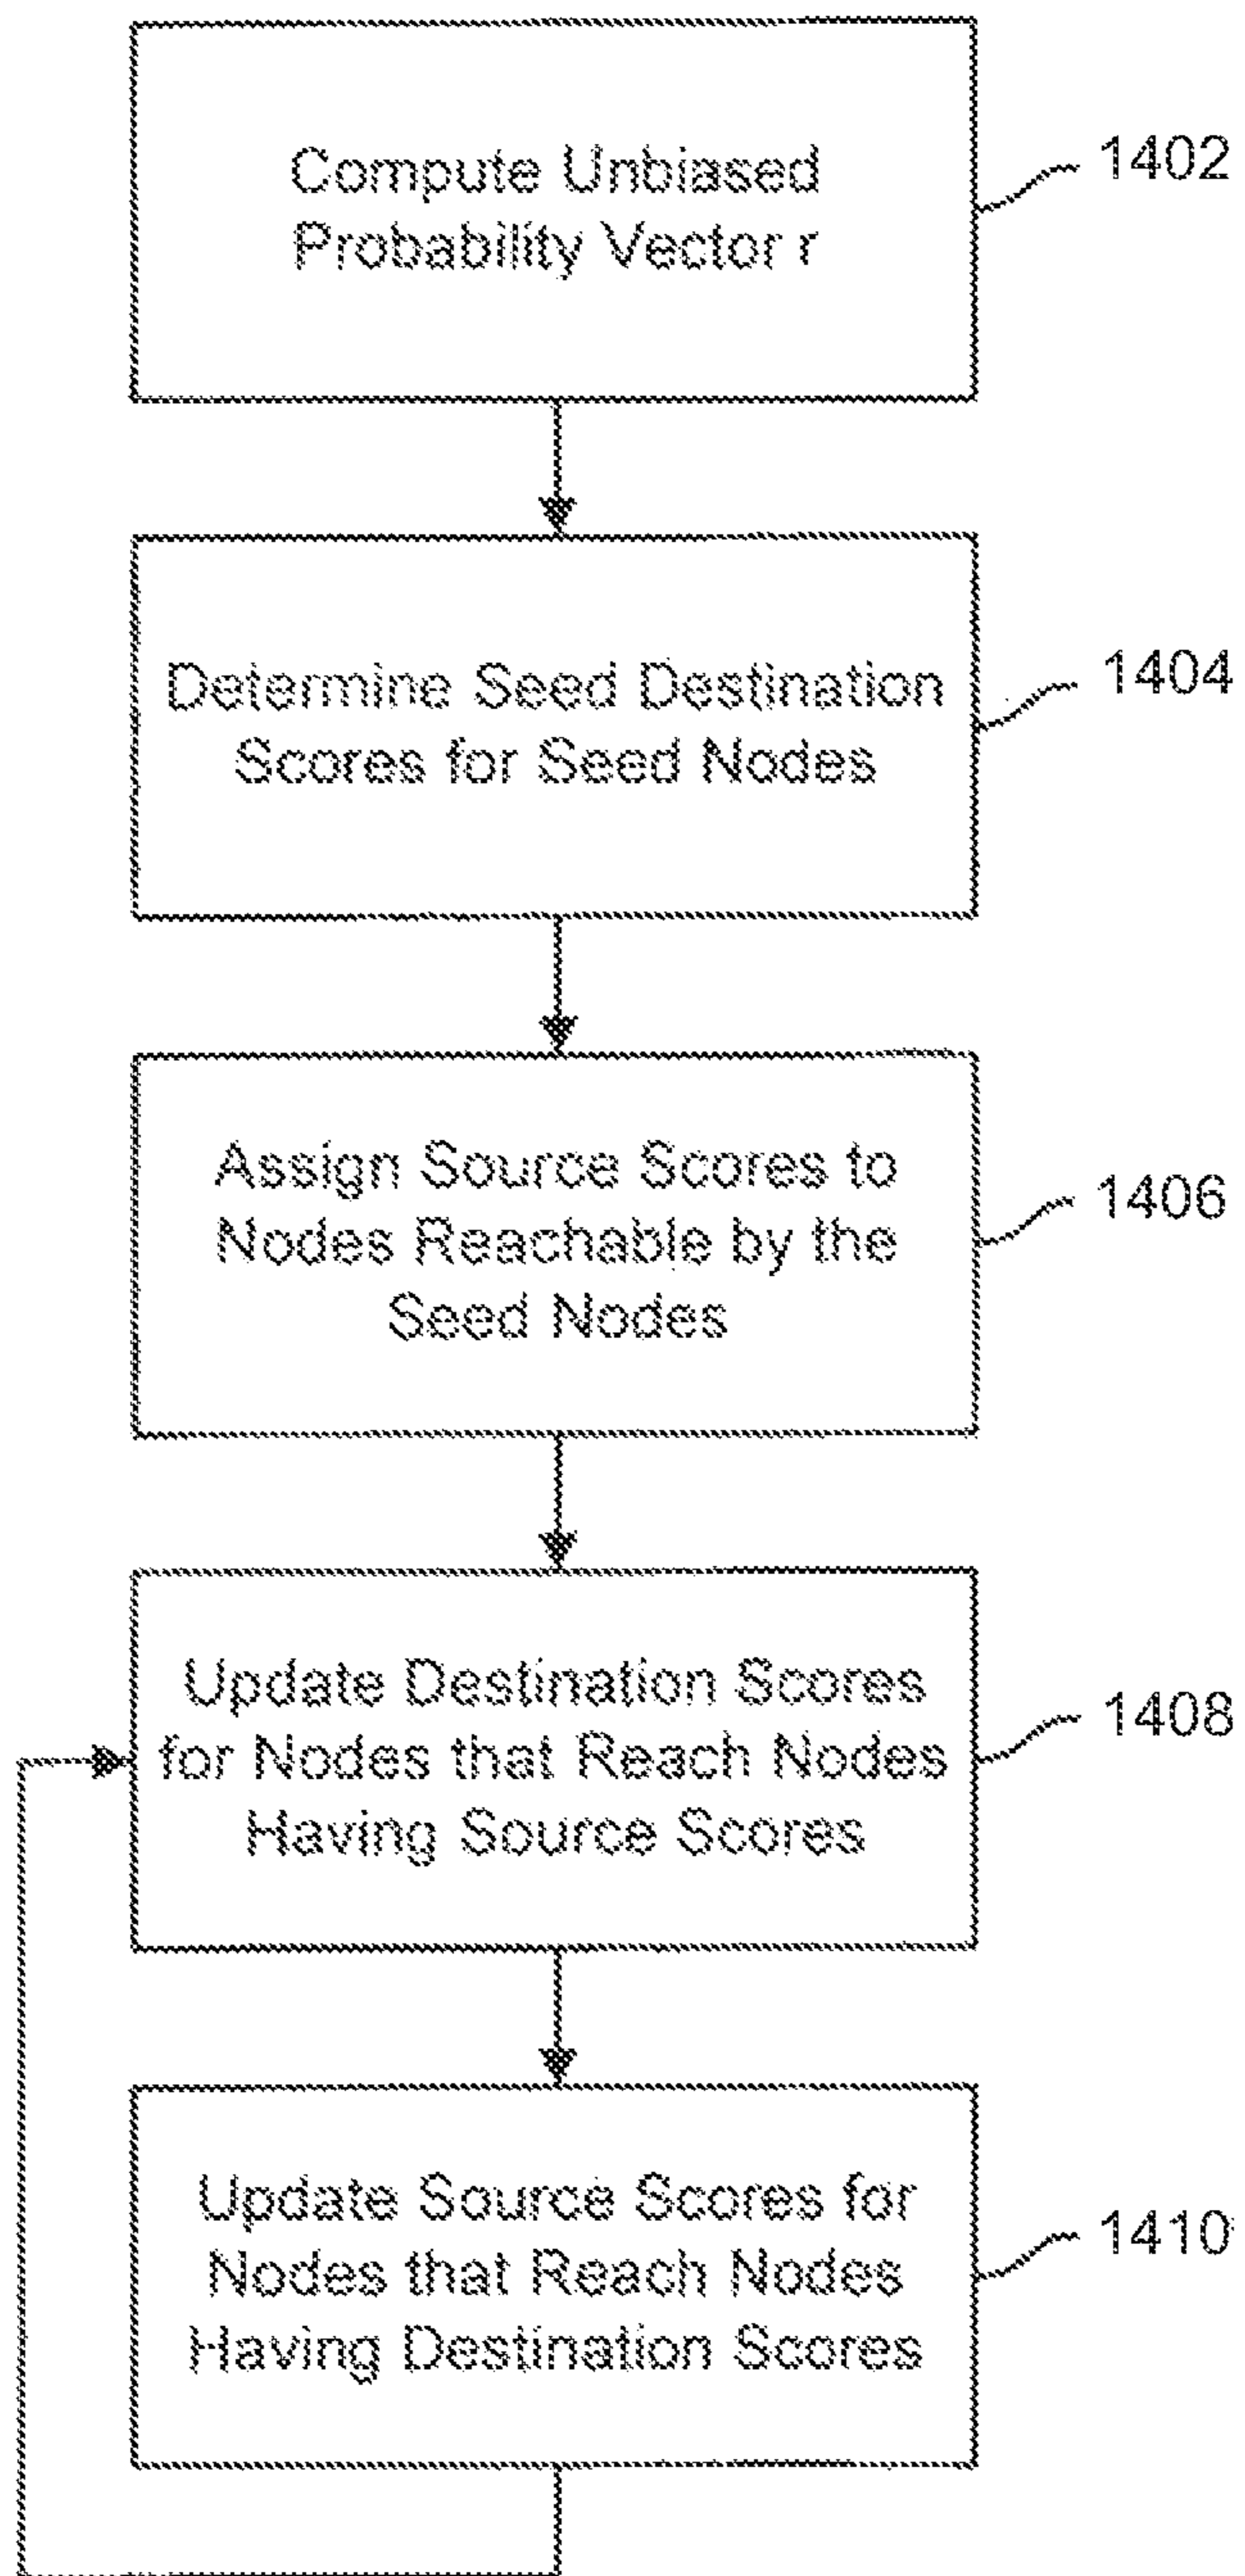 Compute Unbiased
Probability Vector r
1402
Determine Seed Destination
Scores for Seed Nodes
1404
Assign Source Scores to
Nodes Reachable by the
Seed Nodes
1406
Update Destination Scores
for Nodes that Reach Nodes
Having Source Scores
1408
Update Source Scores for
Nodes that Reach Nodes
Having Destination Scores
1410